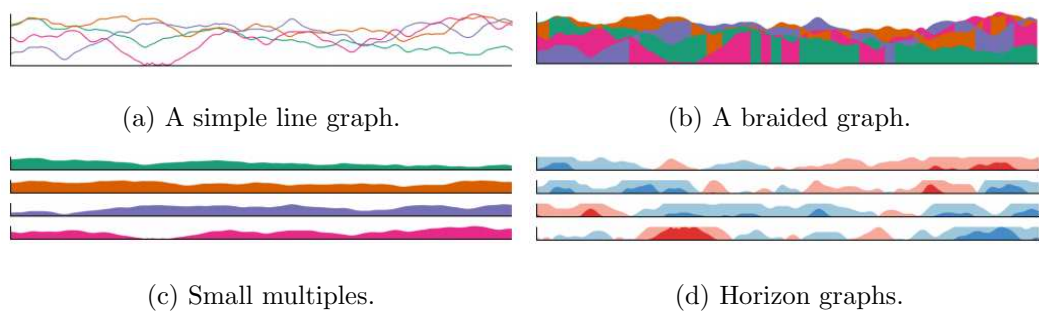 (a) A simple line graph.
(b) A braided graph.
(c) Small multiples.
(d) Horizon graphs.